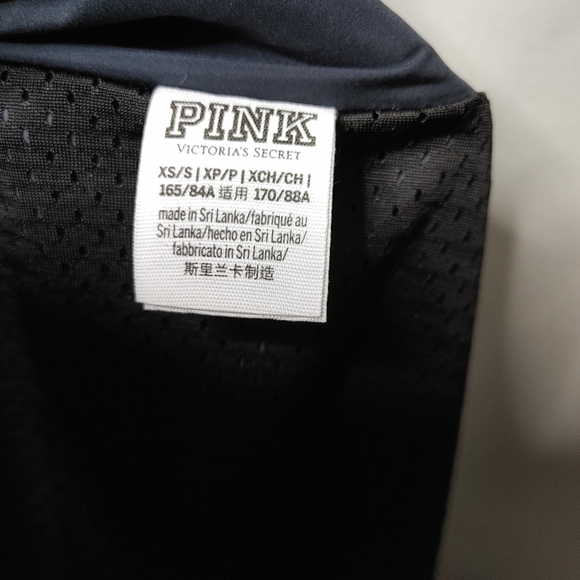 PINK
VICTORIA'S SECRET
XS/S | XP/P | XCH/CH |
165/84A 适用 170/88A
made in Sri Lanka/fabriqué au
Sri Lanka/hecho en Sri Lanka/
fabbricato in Sri Lanka/
斯里兰卡制造